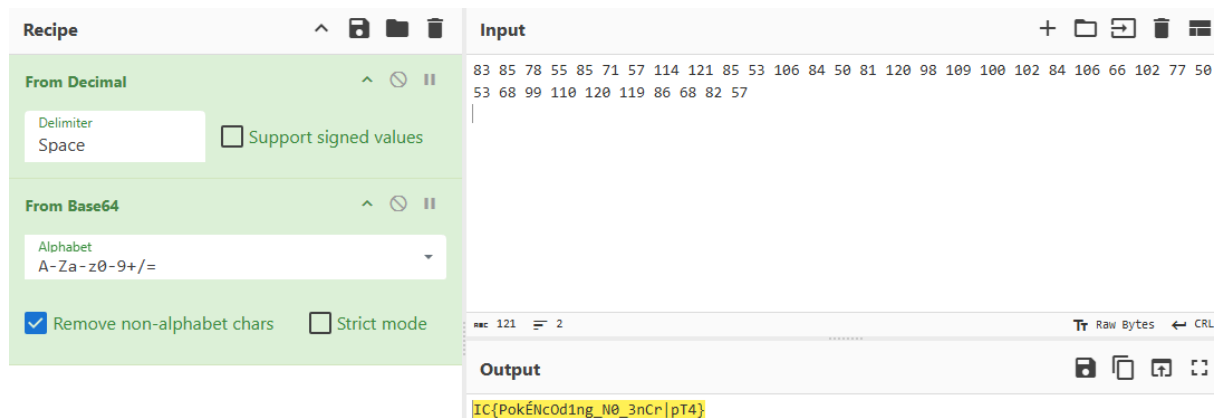 Recipe
From Decimal
Delimiter
Space
Support signed values
From Base64
Alphabet
A-Za-z0-9+/=
Remove non-alphabet chars
Strict mode
Input
83 85 78 55 85 71 57 114 121 85 53 106 84 50 81 120 98 109 100 102 84 106 66 102 77 50
53 68 99 110 120 119 86 68 82 57
ABC 121 2
Tт Raw Bytes CRL
Output
IC{PokÉNcOd1ng_N0_3nCr|pT4}